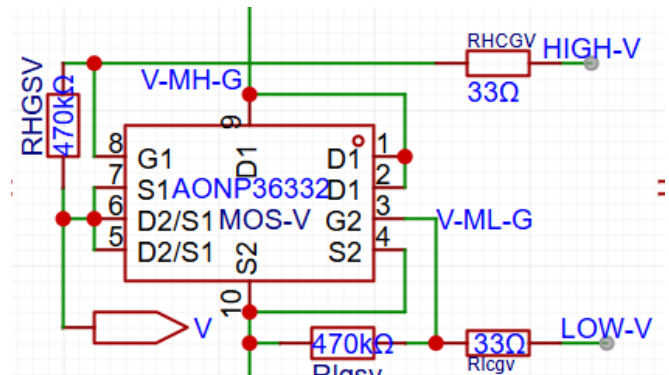 RHCGV
HIGH-V
33Ω
RHGSV
470kΩ
V-MH-G
9
8
G1
D1
D1
1
7
S1
AONP36332
D1
2
6
D2/S1
MOS-V
G2
3
V-ML-G
5
D2/S1
S2
S2
4
10
V
470kΩ
Rlgsv
33Ω
Rlcgv
LOW-V